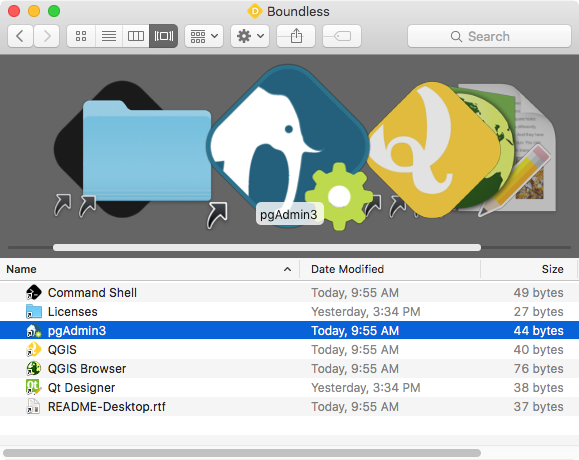 Boundless
Search
pgAdmin3
Name Date Modified Size
Command Shell Today, 9:55 AM 49 bytes
Licenses Yesterday, 3:34 PM 27 bytes
pgAdmin3 Today, 9:55 AM 44 bytes
QGIS Today, 9:55 AM 40 bytes
QGIS Browser Today, 9:55 AM 76 bytes
Qt Designer Yesterday, 3:34 PM 38 bytes
README-Desktop.rtf Today, 9:55 AM 37 bytes